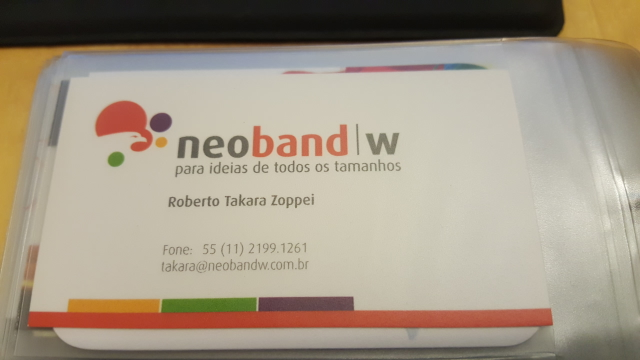 neoband|w
para ideias de todos os tamanhos
Roberto Takara Zoppei
Fone: 55 (11) 2199.1261
takara@neobandw.com.br